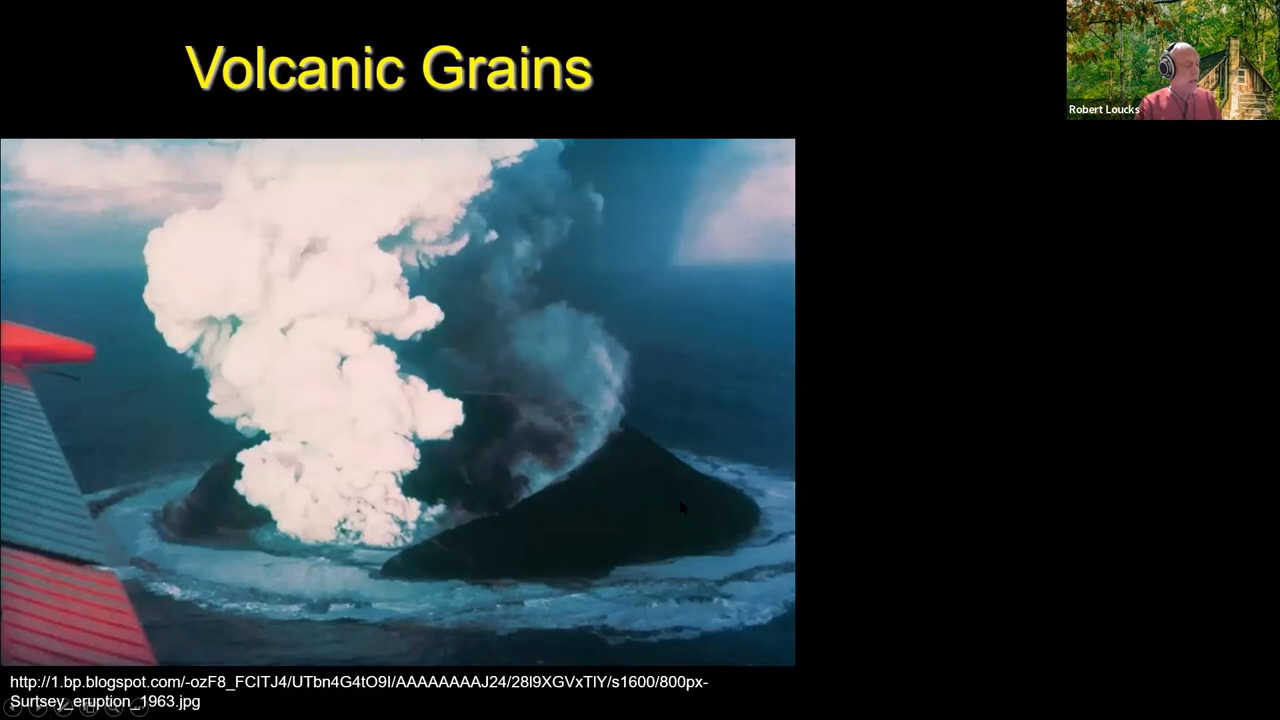 Volcanic Grains
Robert Loucks
http://1.bp.blogspot.com/-ozF8_FCITJ4/UTbn4G4tO9I/AAAAAAAAJ24/28l9XGVxTlY/s1600/800px-
Surtsey_eruption_1963.jpg